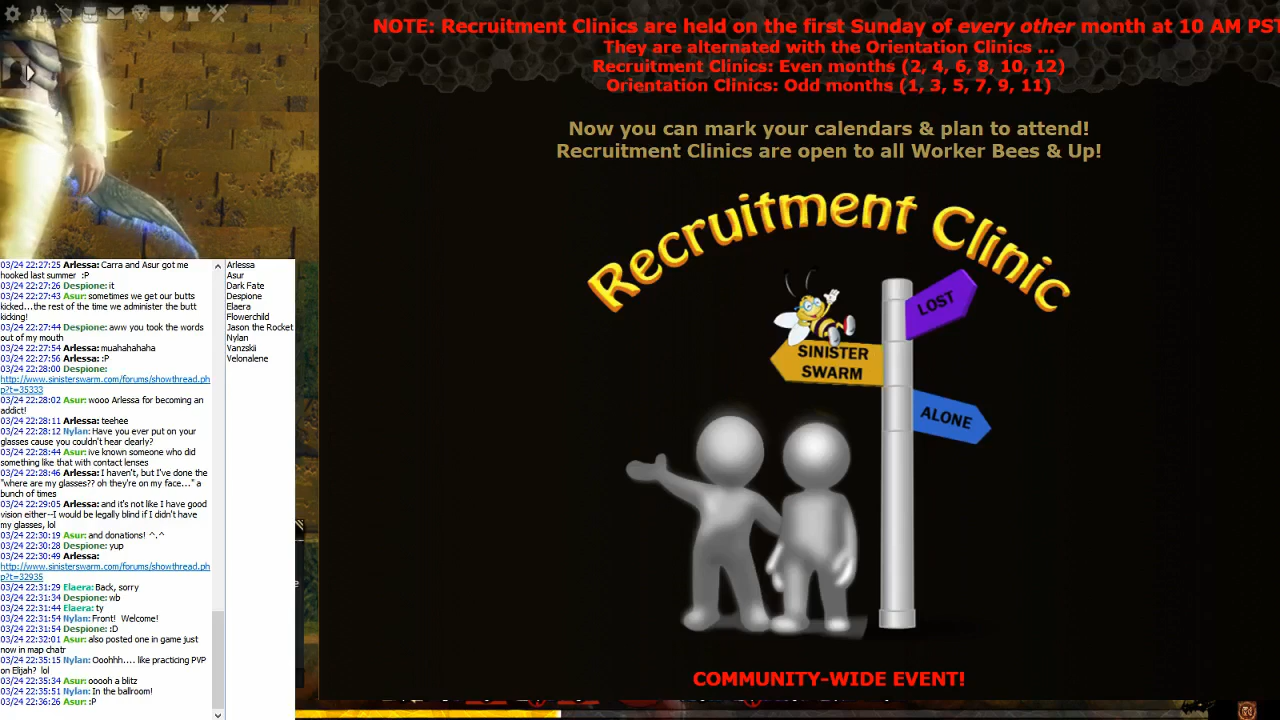 NOTE: Recruitment Clinics are held on the first Sunday of every other month at 10 AM PST
They are alternated with the Orientation Clinics ...
Recruitment Clinics: Even months (2, 4, 6, 8, 10, 12)
Orientation Clinics: Odd months (1, 3, 5, 7, 9, 11)
Now you can mark your calendars & plan to attend!
Recruitment Clinics are open to all Worker Bees & Up!
Recruitment Clinic
LOST
SINISTER
SWARM
ALONE
COMMUNITY-WIDE EVENT!
03/24 22:27:25 Arlessa: Carra and Asur got me
hooked last summer :P
03/24 22:27:26 Despione: it
03/24 22:27:43 Asur: sometimes we get our butts
kicked...the rest of the time we administer the butt
kicking!
03/24 22:27:44 Despione: aww you took the words
out of my mouth
03/24 22:27:54 Arlessa: muahahahaha
03/24 22:27:56 Arlessa: :P
03/24 22:28:00 Despione:
http://www.sinisterswarm.com/forums/showthread.ph
p?t=35333
03/24 22:28:02 Asur: wooo Arlessa for becoming an
addict!
03/24 22:28:11 Arlessa: teehee
03/24 22:28:12 Nylan: Have you ever put on your
glasses cause you couldn't hear clearly?
03/24 22:28:44 Asur: ive known someone who did
something like that with contact lenses
03/24 22:28:46 Arlessa: I haven't, but I've done the
"where are my glasses?? oh they're on my face..." a
bunch of times
03/24 22:29:05 Arlessa: and it's not like I have good
vision either--I would be legally blind if I didn't have
my glasses, lol
03/24 22:30:19 Asur: and donations! ^.^
03/24 22:30:28 Despione: yup
03/24 22:30:49 Arlessa:
http://www.sinisterswarm.com/forums/showthread.ph
p?t=32935
03/24 22:31:29 Elaera: Back, sorry
03/24 22:31:34 Despione: wb
03/24 22:31:44 Elaera: ty
03/24 22:31:54 Nylan: Front! Welcome!
03/24 22:31:54 Despione: :D
03/24 22:32:01 Asur: also posted one in game just
now in map chatr
03/24 22:35:15 Nylan: Ooohhh.... like practicing PVP
on Elijah? lol
03/24 22:35:34 Asur: ooooh a blitz
03/24 22:35:51 Nylan: In the ballroom!
03/24 22:36:26 Asur: :P
Arlessa
Asur
Dark Fate
Despione
Elaera
Flowerchild
Jason the Rocket
Nylan
Vanzskii
Velonalene